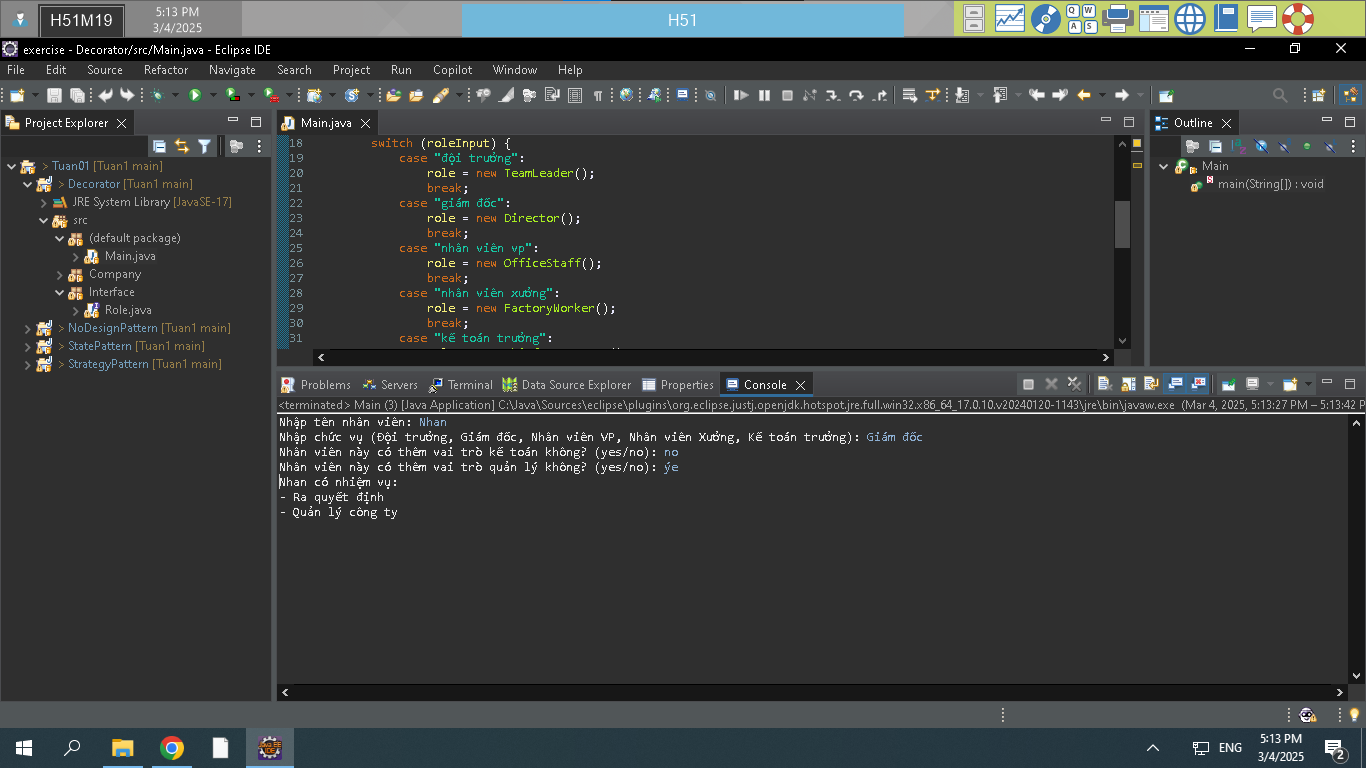 H51M19
5:13 PM
3/4/2025
H51
exercise - Decorator/src/Main.java - Eclipse IDE
File Edit Source Refactor Navigate Search Project Run Copilot Window Help
Project Explorer
> Tuan01 [Tuan1 main]
> Decorator [Tuan1 main]
JRE System Library [JavaSE-17]
src
(default package)
Main.java
Company
Interface
Role.java
> NoDesignPattern [Tuan1 main]
> StatePattern [Tuan1 main]
> StrategyPattern [Tuan1 main]
Main.java
18 switch (roleInput) {
19 case "đội trưởng":
20 role = new TeamLeader();
21 break;
22 case "giám đốc":
23 role = new Director();
24 break;
25 case "nhân viên vp":
26 role = new OfficeStaff();
27 break;
28 case "nhân viên xưởng":
29 role = new FactoryWorker();
30 break;
31 case "kế toán trưởng":
Outline
Main
main(String[]) : void
Problems Servers Terminal Data Source Explorer Properties Console
<terminated> Main (3) [Java Application] C:\Java\Sources\eclipse\plugins\org.eclipse.justj.openjdk.hotspot.jre.full.win32.x86_64_17.0.10.v20240120-1143\jre\bin\javaw.exe (Mar 4, 2025, 5:13:27 PM – 5:13:42 P
Nhập tên nhân viên: Nhan
Nhập chức vụ (Đội trưởng, Giám đốc, Nhân viên VP, Nhân viên Xưởng, Kế toán trưởng): Giám đốc
Nhân viên này có thêm vai trò kế toán không? (yes/no): no
Nhân viên này có thêm vai trò quản lý không? (yes/no): ýe
Nhan có nhiệm vụ:
- Ra quyết định
- Quản lý công ty
ENG
5:13 PM
3/4/2025
2